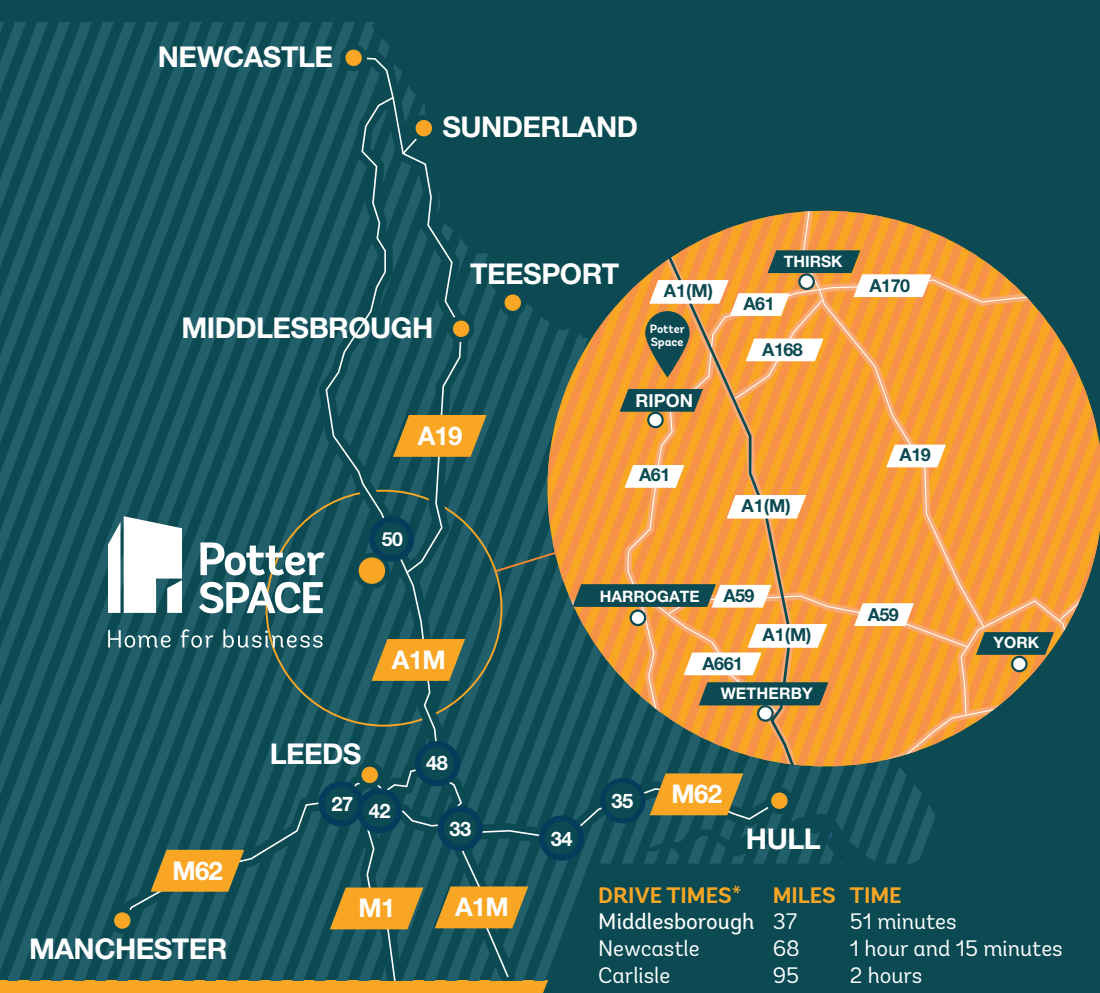 NEWCASTLE
SUNDERLAND
TEESPORT
MIDDLESBROUGH
A19
50
Potter
SPACE
Home for business
A1M
LEEDS
48
27
42
33
34
35
M62
HULL
M62
M1
A1M
MANCHESTER
THIRSK
A1(M)
A61
A170
Potter
Space
A168
RIPON
A61
A19
A1(M)
HARROGATE
A59
A59
A1(M)
YORK
A661
WETHERBY
DRIVE TIMES* MILES TIME
Middlesborough 37 51 minutes
Newcastle 68 1 hour and 15 minutes
Carlisle 95 2 hours